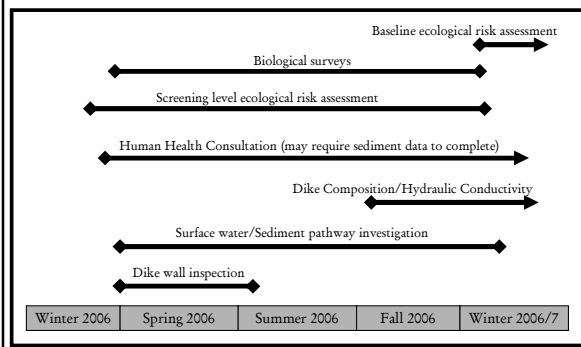 Baseline ecological risk assessment
Biological surveys
Screening level ecological risk assessment
Human Health Consultation (may require sediment data to complete)
Dike Composition/Hydraulic Conductivity
Surface water/Sediment pathway investigation
Dike wall inspection
Winter 2006 Spring 2006 Summer 2006 Fall 2006 Winter 2006/7